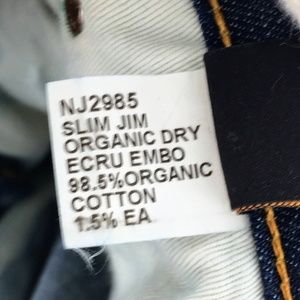 NJ2985
SLIM JIM
ORGANIC DRY
ECRU EMBO
98.5%ORGANIC
COTTON
1.5% EA